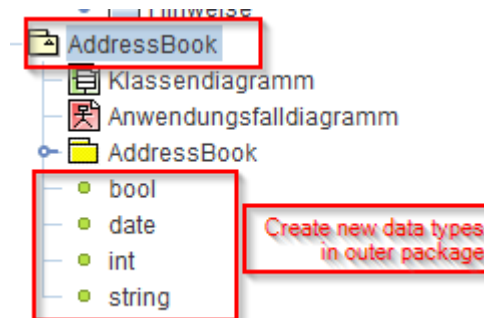 Hinweise
AddressBook
Klassendiagramm
Anwendungsfalldiagramm
AddressBook
bool
date
Create new data types
in outer package
int
string